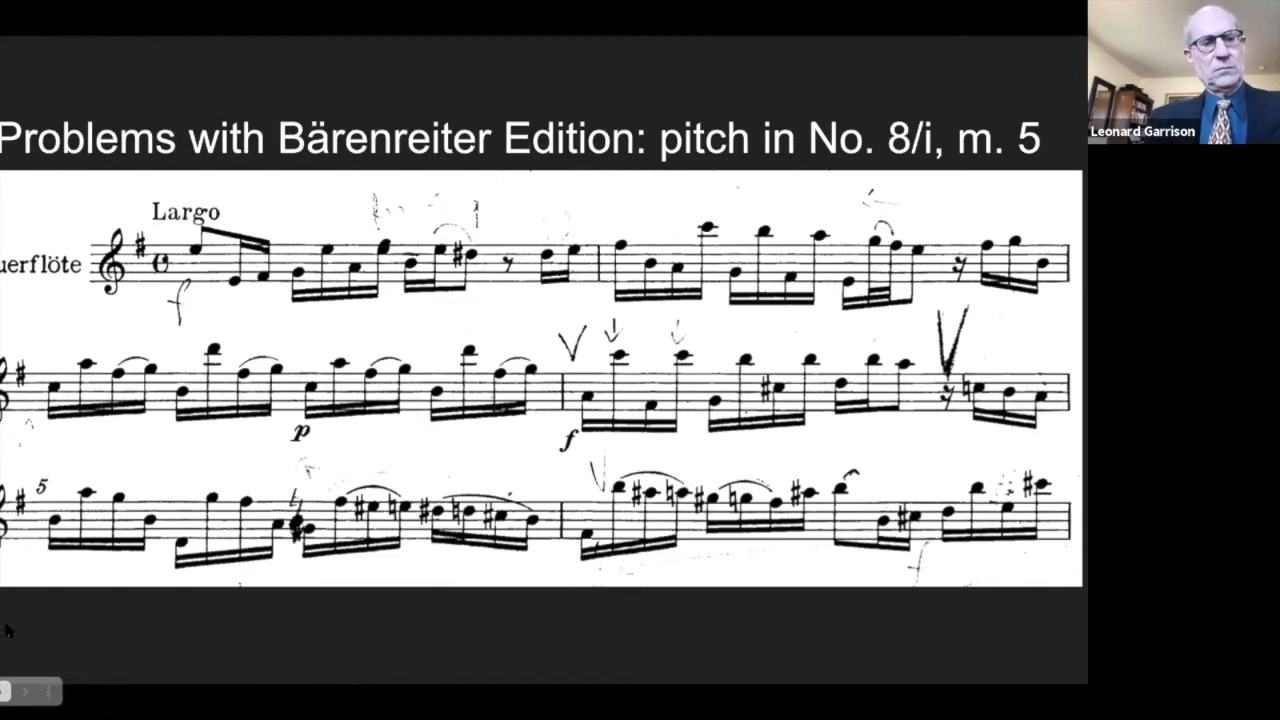 Problems with Bärenreiter Edition: pitch in No. 8/i, m. 5
Leonard Garrison
Largo
uerflöte
f
p
f
5
f